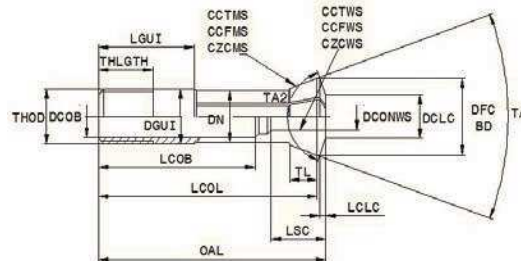 LGUI
CCTMS
CCFMS
CZCMS
CCTWS
CCFWS
CZCWS
THLGTH
TA2
THOD
DCOB
DGUI
DN
DCONWS
DCLC
DFC
BD
LCOB
TL
LCOL
LCLC
LSC
OAL